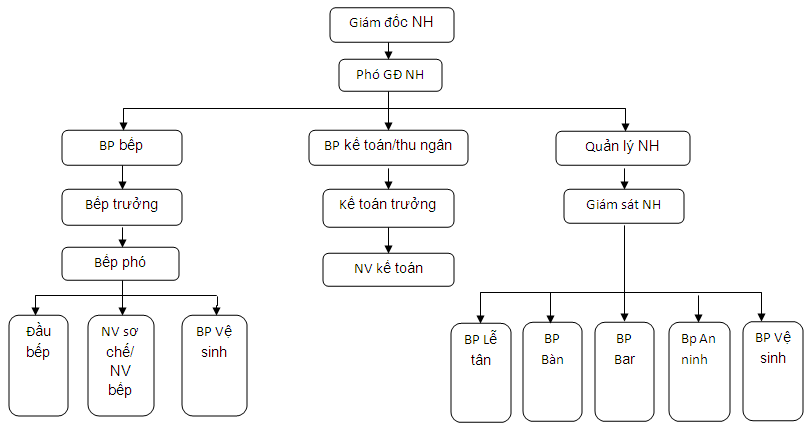 Giám đốc NH
Phó GĐ NH
BP bếp
BP kế toán/thu ngân
Quản lý NH
Bếp trưởng
Kế toán trưởng
Giám sát NH
Bếp phó
NV kế toán
Đầu
bếp
NV sơ
chế/
NV
bếp
BP Vệ
sinh
BP Lễ
tân
BP
Bàn
BP
Bar
Bp An
ninh
BP Vệ
sinh